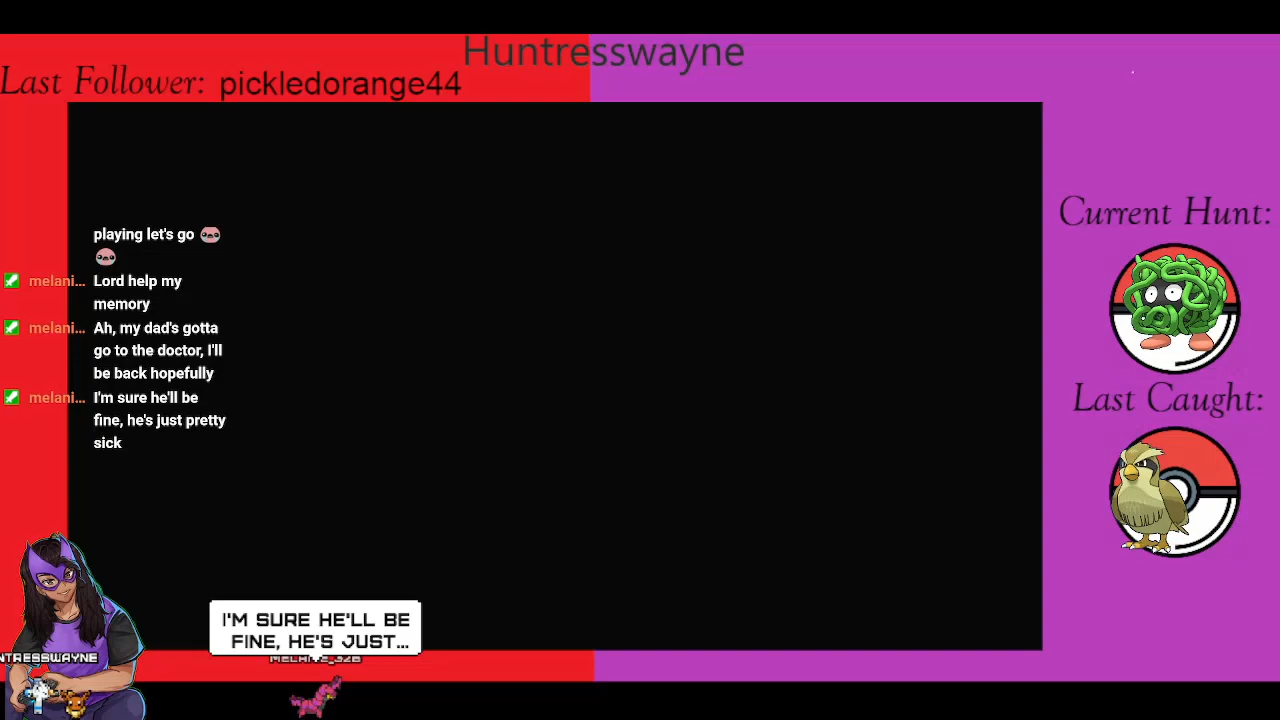 Huntresswayne
Last Follower: pickledorange44
Current Hunt:
Last Caught:
playing let's go
melani... Lord help my
memory
melani... Ah, my dad's gotta
go to the doctor, I'll
be back hopefully
melani... I'm sure he'll be
fine, he's just pretty
sick
I'M SURE HE'LL BE
FINE, HE'S JUST...
NTRESSWAYNE